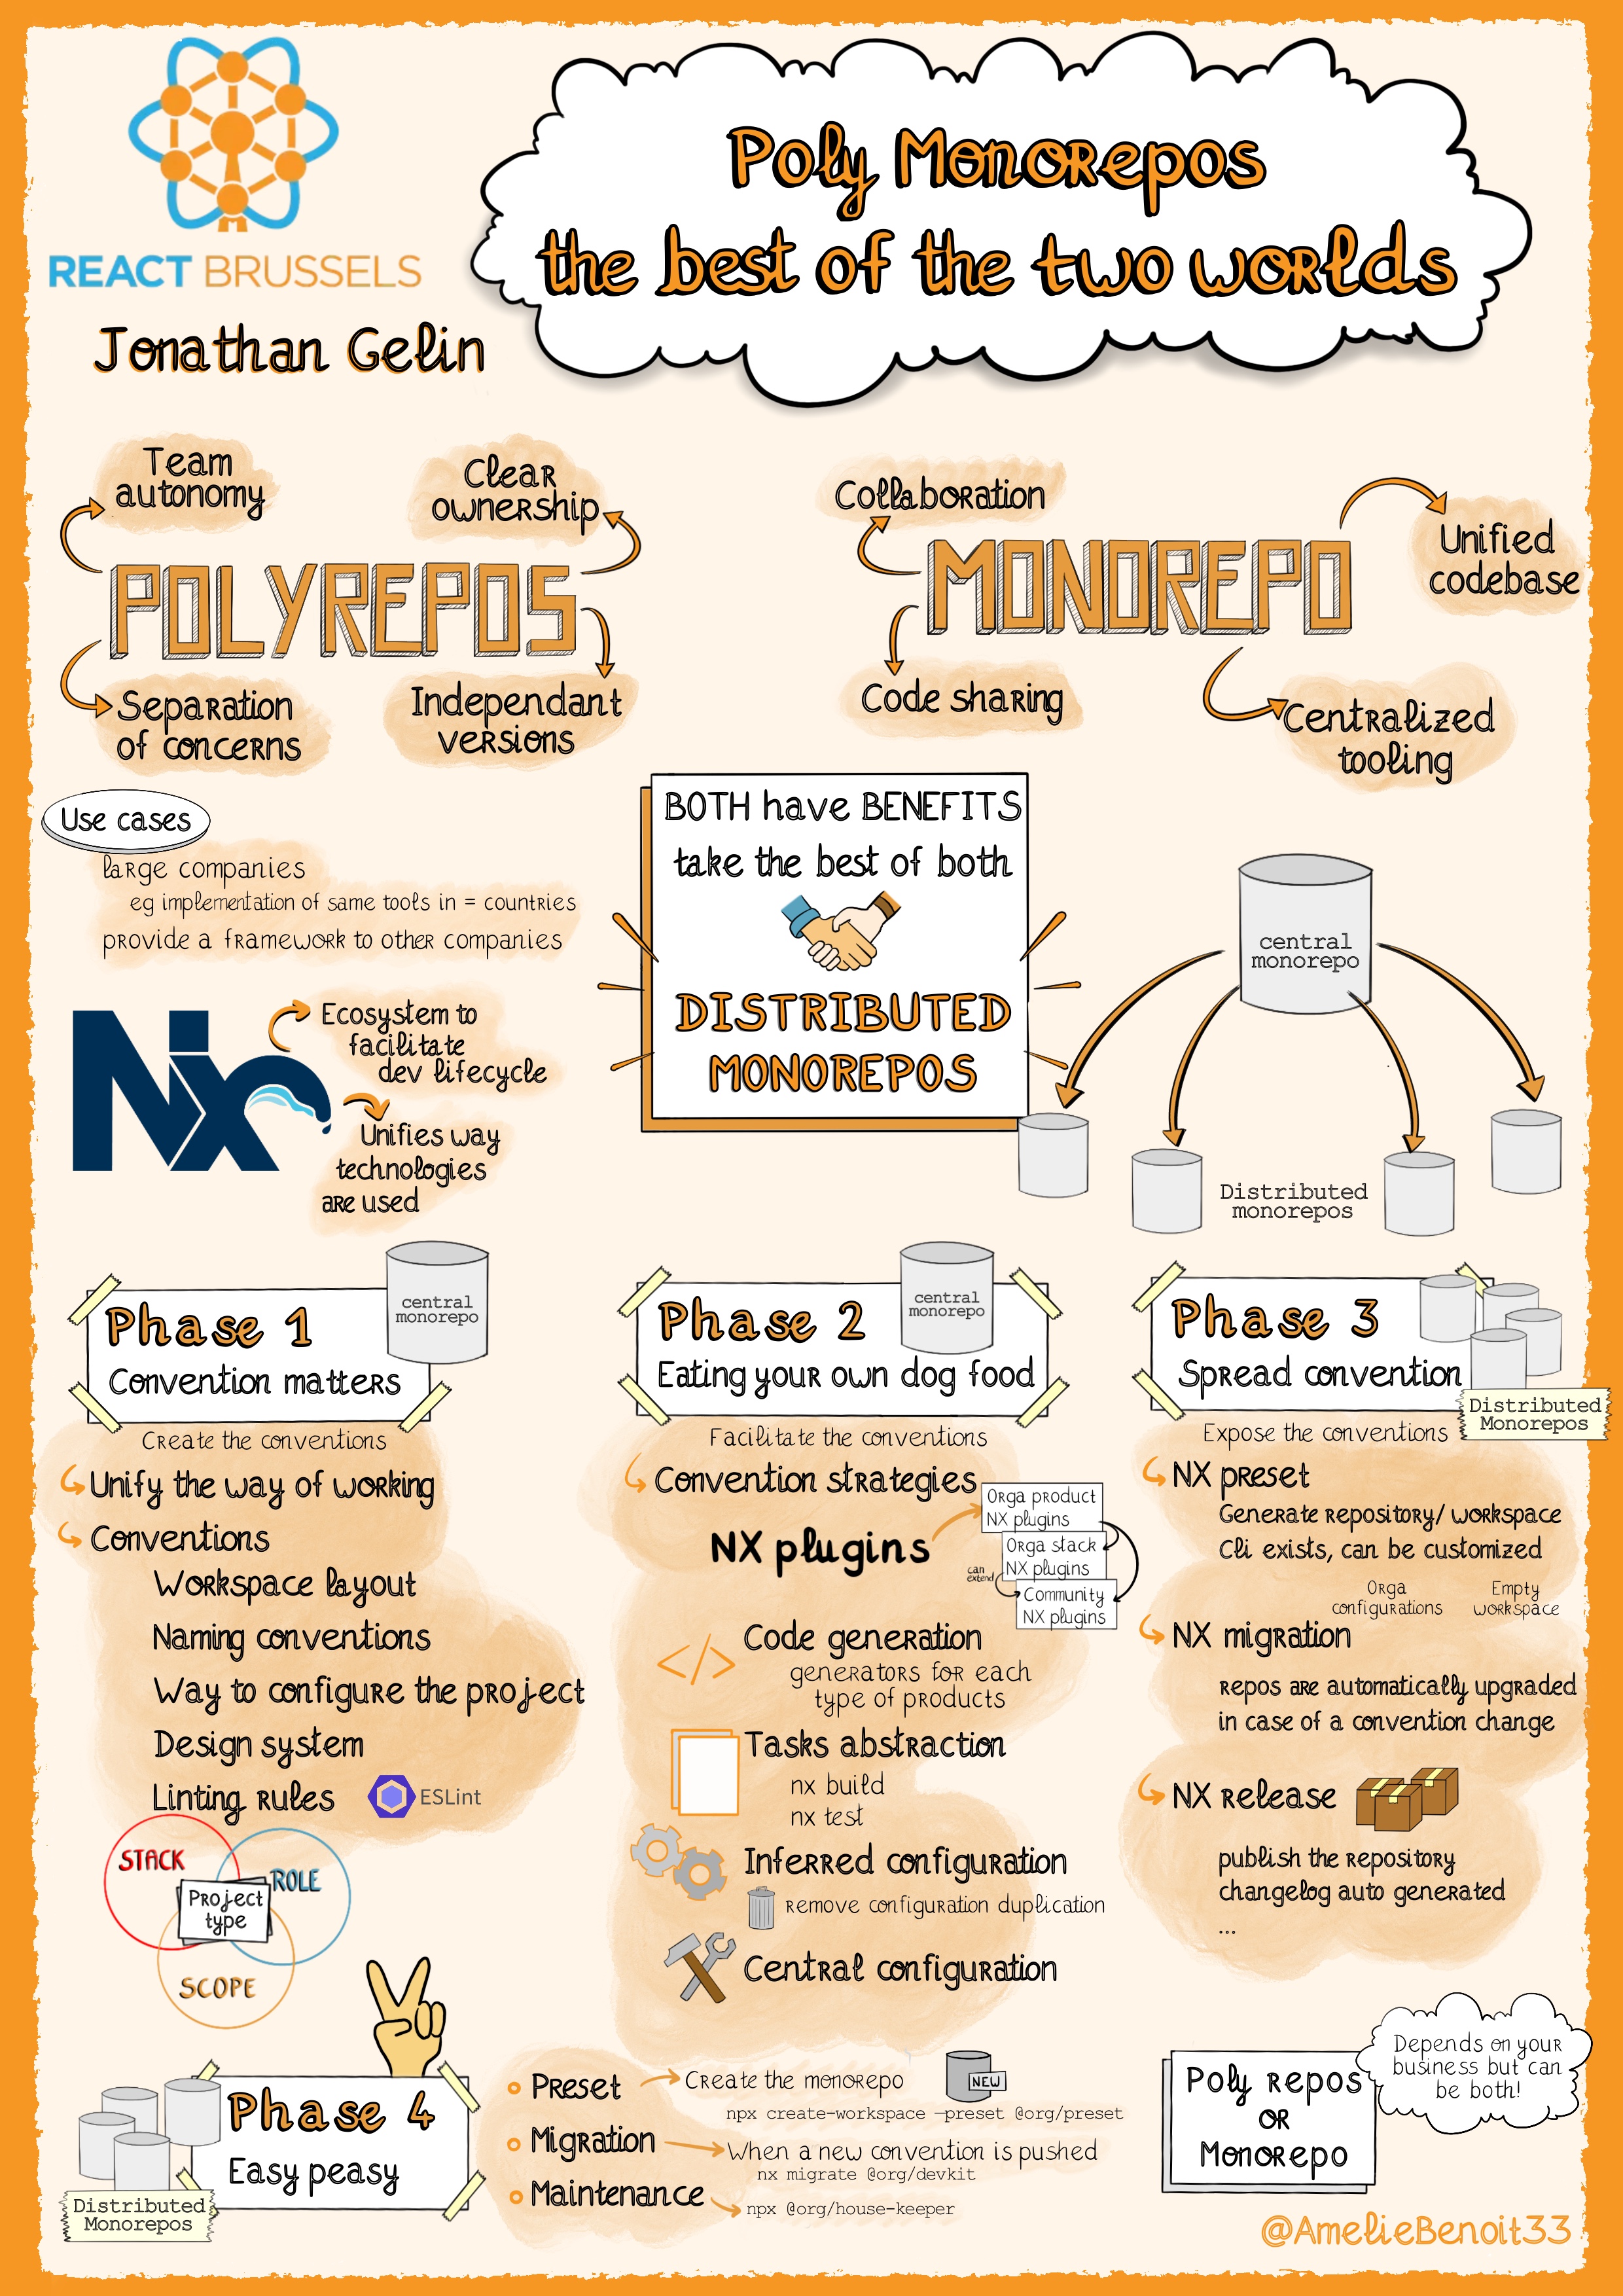 REACT BRUSSELS
Jonathan Gelin
Poly Monorepos
the best of the two worlds
Team
autonomy
Clear
ownership
POLYREPOS
Separation
of concerns
Independant
versions
Collaboration
Unified
codebase
MONOREPO
Code sharing
Centralized
tooling
Use cases
large companies
eg implementation of same tools in = countries
provide a framework to other companies
BOTH have BENEFITS
take the best of both
DISTRIBUTED
MONOREPOS
central
monorepo
Distributed
monorepos
Nx
Ecosystem to
facilitate
dev lifecycle
Unifies way
technologies
are used
Phase 1
Convention matters
central
monorepo
Create the conventions
Unify the way of working
Conventions
Workspace layout
Naming conventions
Way to configure the project
Design system
Linting rules
ESLint
STACK
ROLE
Project
type
SCOPE
Phase 2
Eating your own dog food
central
monorepo
Facilitate the conventions
Convention strategies
NX plugins
Orga product
NX plugins
Orga stack
NX plugins
can
extend
Community
NX plugins
</>
Code generation
generators for each
type of products
Tasks abstraction
nx build
nx test
Inferred configuration
remove configuration duplication
Central configuration
Phase 3
Spread convention
Distributed
Monorepos
Expose the conventions
NX preset
Generate repository/ workspace
Cli exists, can be customized
Orga
configurations
Empty
workspace
NX migration
repos are automatically upgraded
in case of a convention change
NX release
publish the repository
changelog auto generated
...
Phase 4
Easy peasy
Distributed
Monorepos
Preset
Create the monorepo
NEW
npx create-workspace —preset @org/preset
Migration
When a new convention is pushed
nx migrate @org/devkit
Maintenance
npx @org/house-keeper
Poly repos
OR
Monorepo
Depends on your
business but can
be both!
@AmelieBenoit33